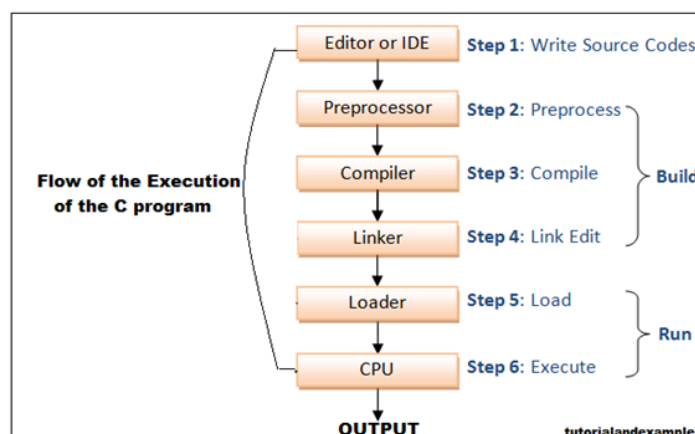 Editor or IDE
Step 1: Write Source Codes
Preprocessor
Step 2: Preprocess
Compiler
Step 3: Compile
Build
Flow of the Execution
of the C program
Linker
Step 4: Link Edit
Loader
Step 5: Load
Run
CPU
Step 6: Execute
OUTPUT
tutorialandexample